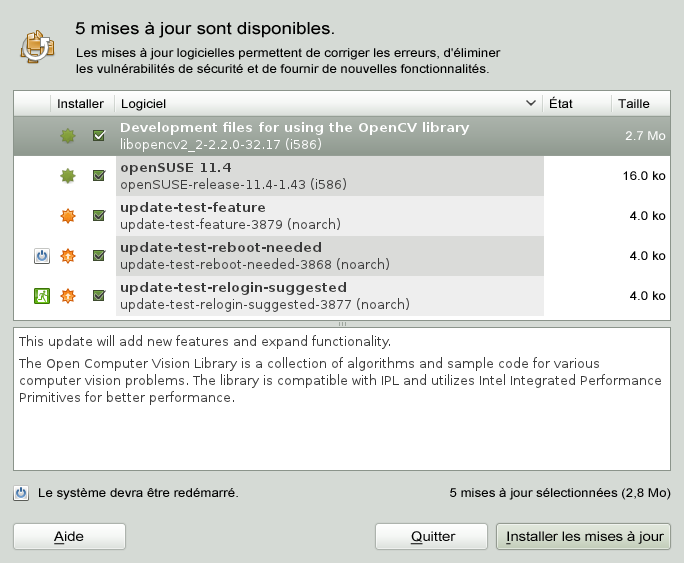 5 mises à jour sont disponibles.
Les mises à jour logicielles permettent de corriger les erreurs, d'éliminer
les vulnérabilités de sécurité et de fournir de nouvelles fonctionnalités.
Installer Logiciel État Taille
Development files for using the OpenCV library
libopencv2_2-2.2.0-32.17 (i586) 2.7 Mo
openSUSE 11.4
openSUSE-release-11.4-1.43 (i586) 16.0 ko
update-test-feature
update-test-feature-3879 (noarch) 4.0 ko
update-test-reboot-needed
update-test-reboot-needed-3868 (noarch) 4.0 ko
update-test-relogin-suggested
update-test-relogin-suggested-3877 (noarch) 4.0 ko
This update will add new features and expand functionality.
The Open Computer Vision Library is a collection of algorithms and sample code for various
computer vision problems. The library is compatible with IPL and utilizes Intel Integrated Performance
Primitives for better performance.
Le système devra être redémarré. 5 mises à jour sélectionnées (2,8 Mo)
Aide Quitter Installer les mises à jour